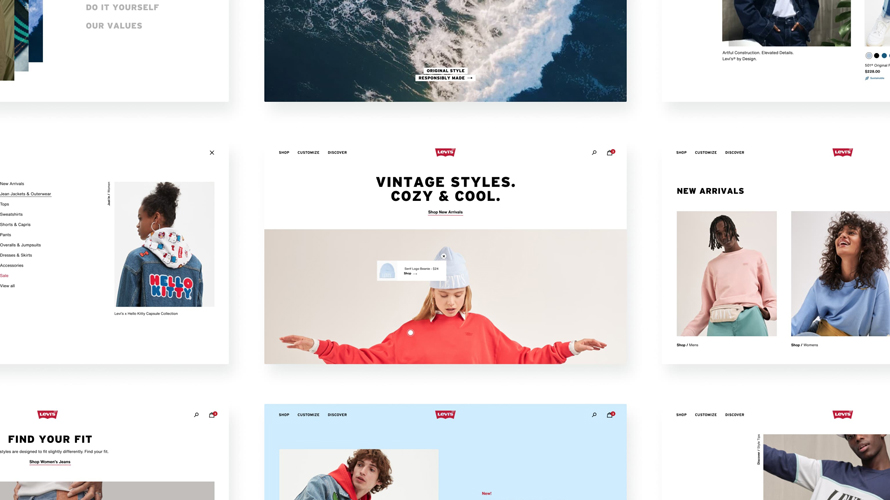 DO IT YOURSELF
OUR VALUES
ORIGINAL STYLE
RESPONSIBLY MADE →
Artful Construction. Elevated Details.
Levi's® by Design.
501® Original F
$228.00
New Arrivals
Jean Jackets & Outerwear
Tops
Sweatshirts
Shorts & Capris
Pants
Overalls & Jumpsuits
Dresses & Skirts
Accessories
Sale
View all
HELLO
KITTY
Levi's x Hello Kitty Capsule Collection
SHOP CUSTOMIZE DISCOVER
Levi's
VINTAGE STYLES.
COZY & COOL.
Shop New Arrivals
Shop →
SHOP CUSTOMIZE DISCOVER
Levi's
NEW ARRIVALS
Shop / Mens
Shop / Womens
Levi's
FIND YOUR FIT
styles are designed to fit slightly differently. Find your fit.
Shop Women's Jeans
SHOP CUSTOMIZE DISCOVER
Levi's
New!
SHOP CUSTOMIZE DISCOVER
Levi's